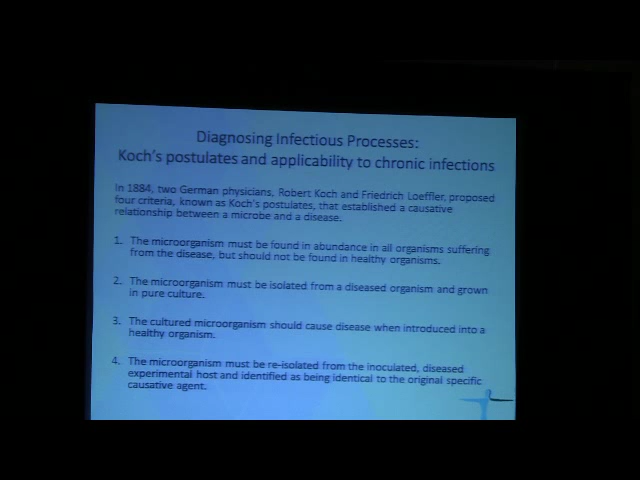 Diagnosing Infectious Processes:
Koch's postulates and applicability to chronic infections
In 1884, two German physicians, Robert Koch and Friedrich Loeffler, proposed
four criteria, known as Koch's postulates, that established a causative
relationship between a microbe and a disease.
1. The microorganism must be found in abundance in all organisms suffering
from the disease, but should not be found in healthy organisms.
2. The microorganism must be isolated from a diseased organism and grown
in pure culture.
3. The cultured microorganism should cause disease when introduced into a
healthy organism.
4. The microorganism must be re-isolated from the inoculated, diseased
experimental host and identified as being identical to the original specific
causative agent.